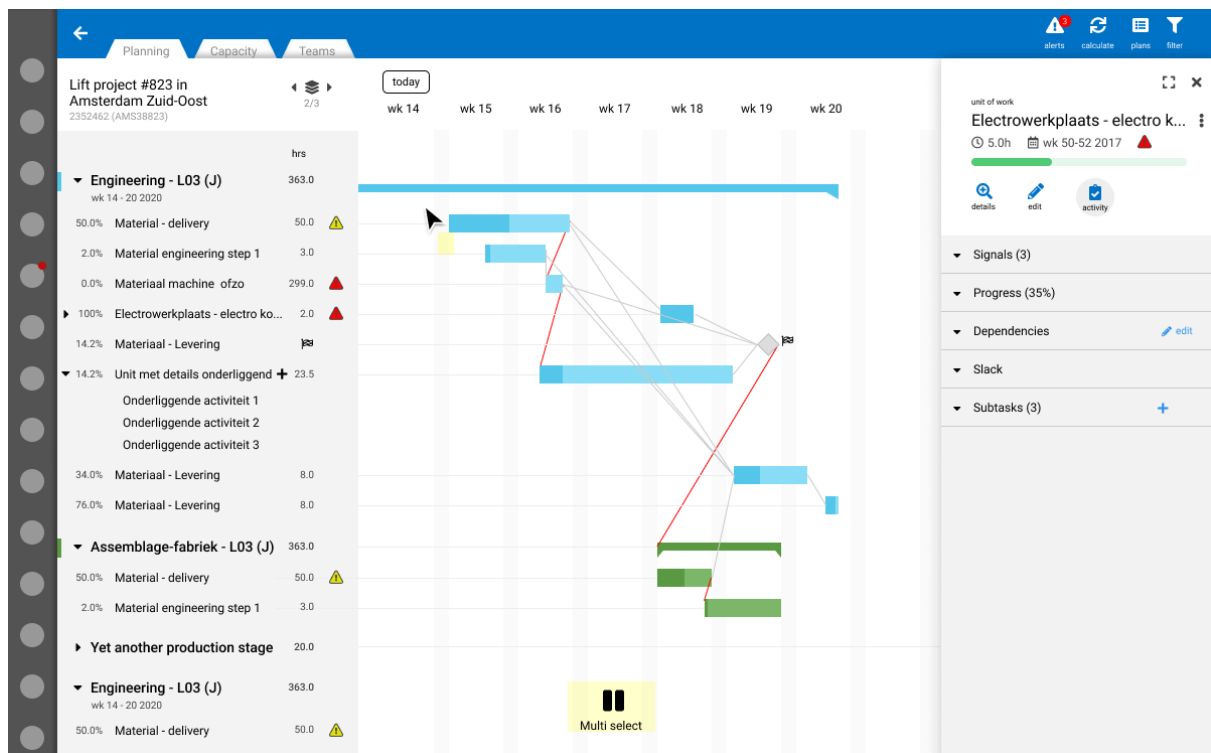 Planning Capacity Teams
3
alerts calculate plans filter
Lift project #823 in
Amsterdam Zuid-Oost
2352462 (AMS38823)
2/3
today
wk 14 wk 15 wk 16 wk 17 wk 18 wk 19 wk 20
hrs
Engineering - L03 (J) 363.0
wk 14 - 20 2020
50.0% Material - delivery 50.0
2.0% Material engineering step 1 3.0
0.0% Materiaal machine ofzo 299.0
100% Electrowerkplaats - electro ko... 2.0
14.2% Materiaal - Levering
14.2% Unit met details onderliggend + 23.5
Onderliggende activiteit 1
Onderliggende activiteit 2
Onderliggende activiteit 3
34.0% Materiaal - Levering 8.0
76.0% Materiaal - Levering 8.0
Assemblage-fabriek - L03 (J) 363.0
50.0% Material - delivery 50.0
2.0% Material engineering step 1 3.0
Yet another production stage 20.0
Engineering - L03 (J) 363.0
wk 14 - 20 2020
50.0% Material - delivery 50.0
Multi select
unit of work
Electrowerkplaats - electro k...
5.0h wk 50-52 2017
details edit activity
Signals (3)
Progress (35%)
Dependencies edit
Slack
Subtasks (3) +